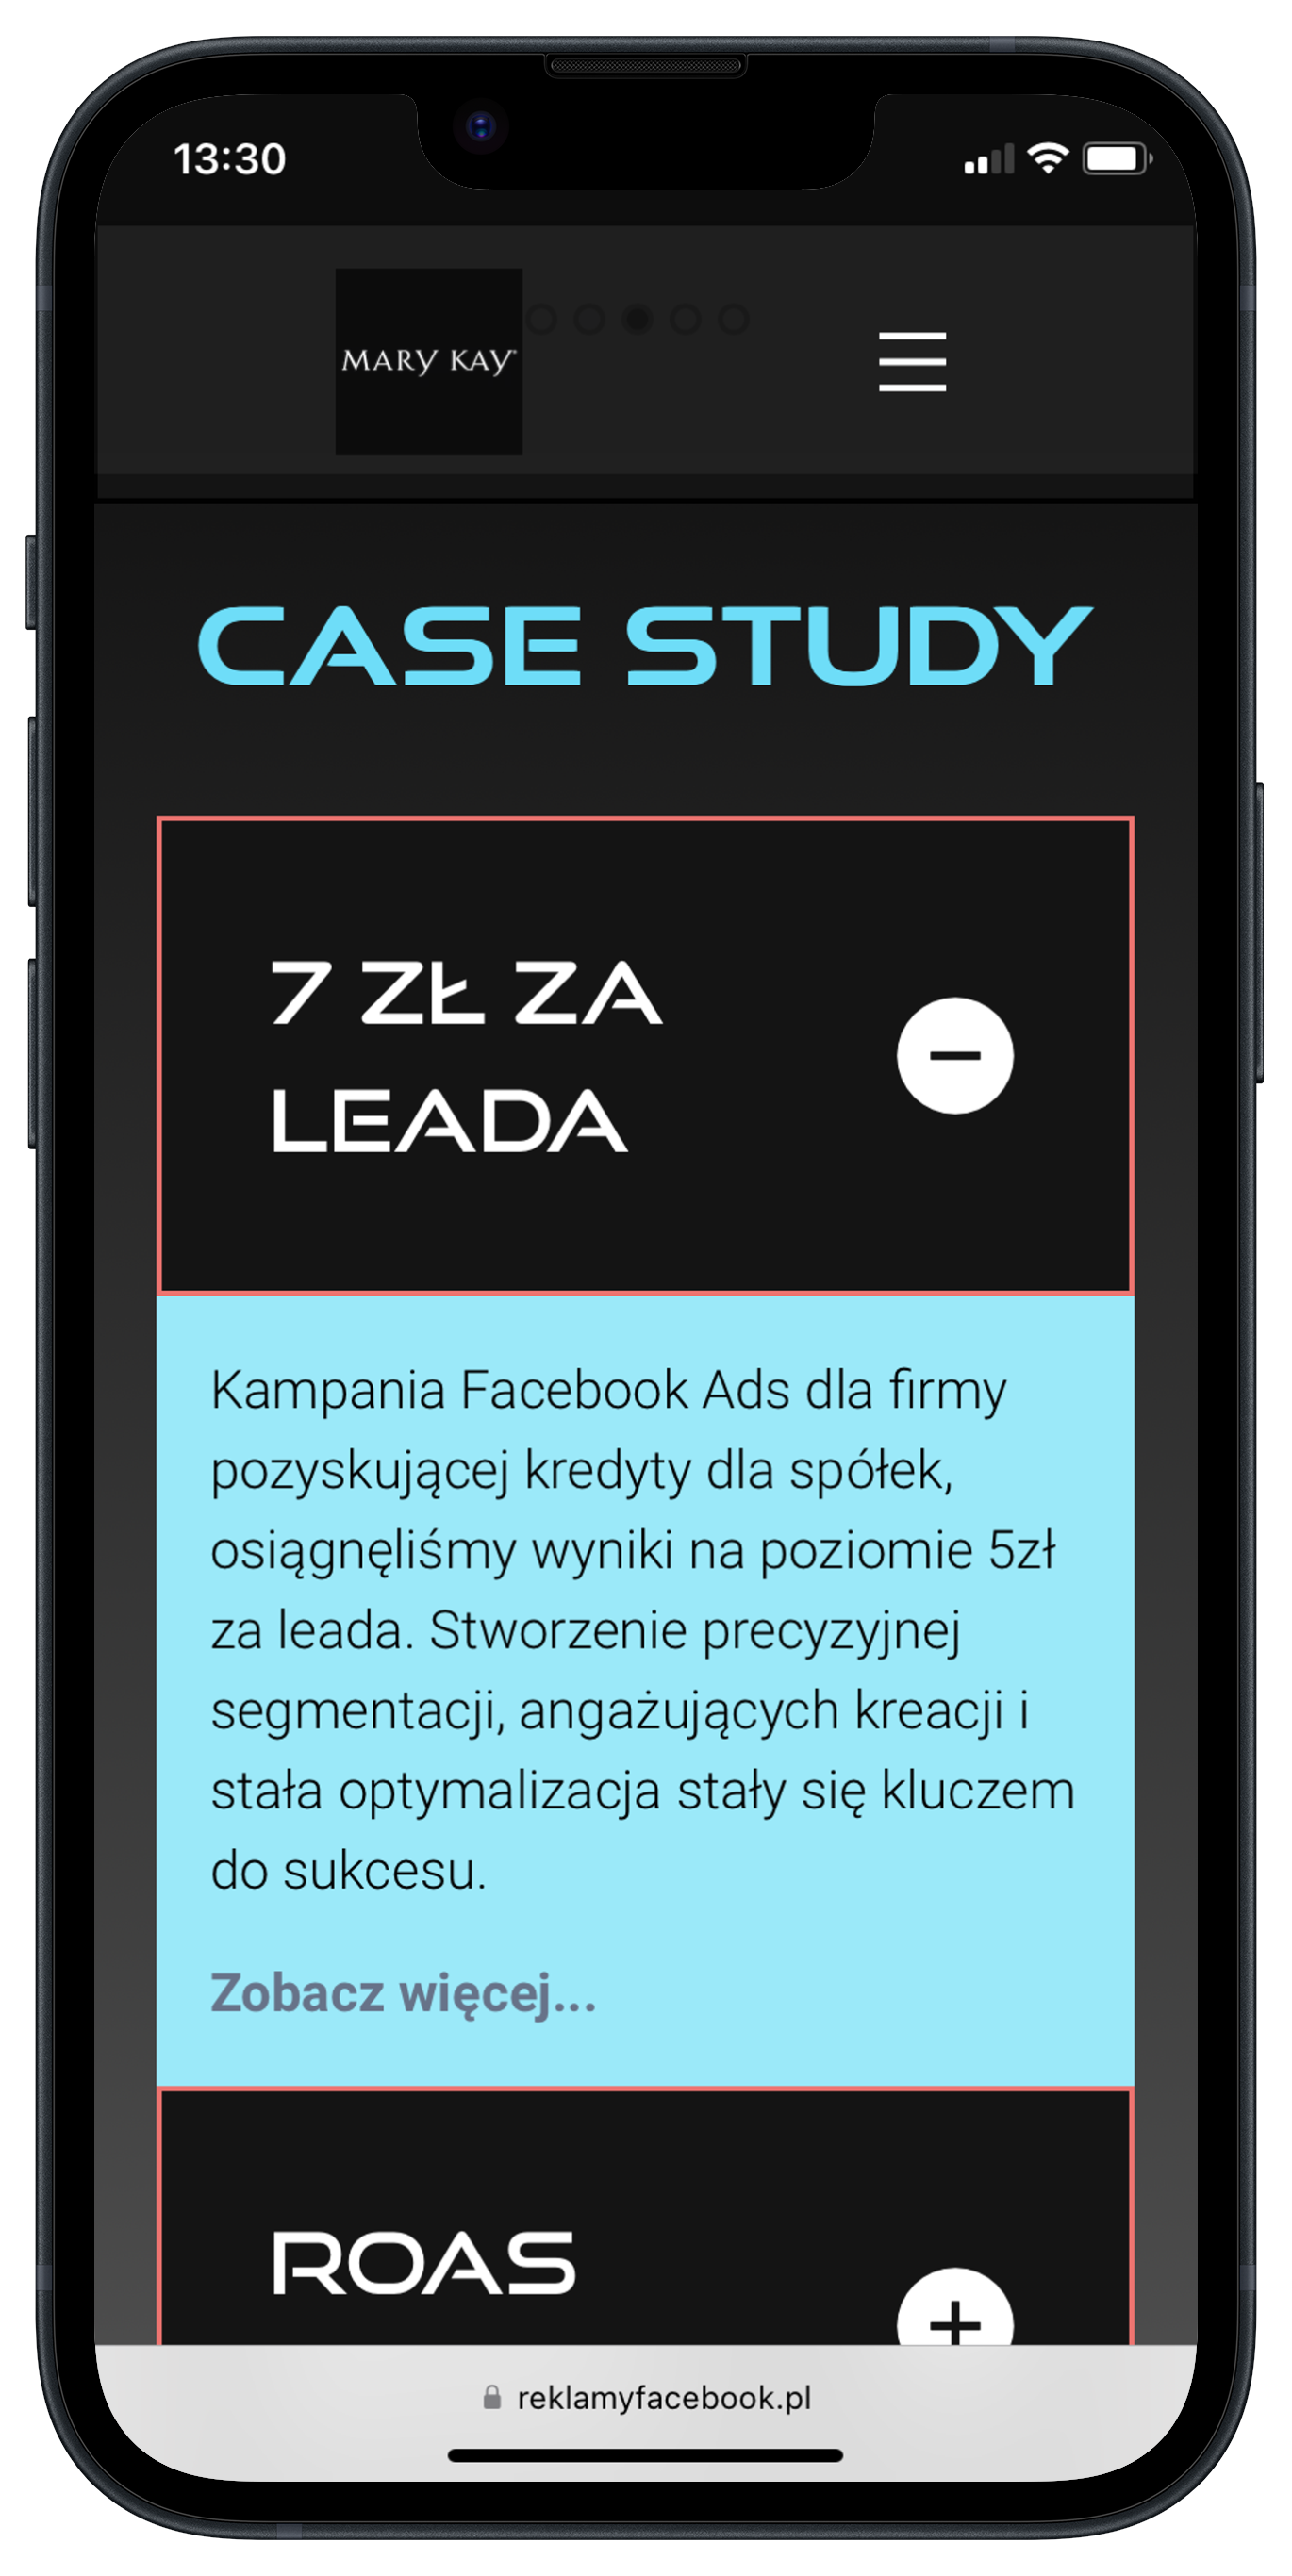 13:30
MARY KAY
CASE STUDY
7 ZŁ ZA
LEADA
Kampania Facebook Ads dla firmy
pozyskującej kredyty dla spółek,
osiągnęliśmy wyniki na poziomie 5zł
za leada. Stworzenie precyzyjnej
segmentacji, angażujących kreacji i
stała optymalizacja stały się kluczem
do sukcesu.
Zobacz więcej...
ROAS
reklamyfacebook.pl